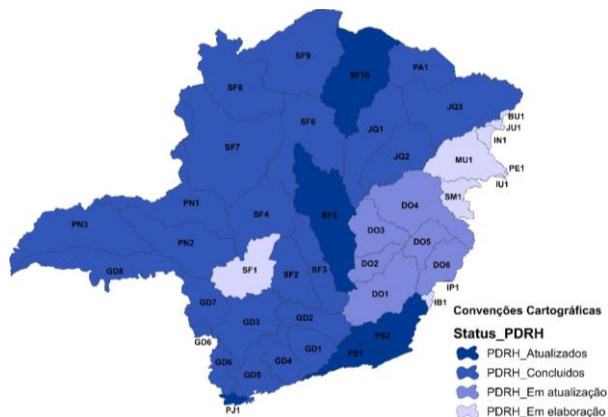 SF9
SF10
PA1
SF8
JQ3
BU1
SF6
JQ1
JU1
IN1
SF7
JQ2
MU1
PE1
IU1
SM1
PN1
DO4
PN3
SF4
SF5
DO3
PN2
DO5
SF1
SF2
SF3
DO2
DO6
GD8
IP1
DO1
IB1
GD7
GD2
GD3
PS2
GD6
GD1
PS1
GD6
GD4
GD5
PJ1
Convenções Cartográficas
Status_PDRH
PDRH_Atualizados
PDRH_Concluidos
PDRH_Em atualização
PDRH_Em elaboração